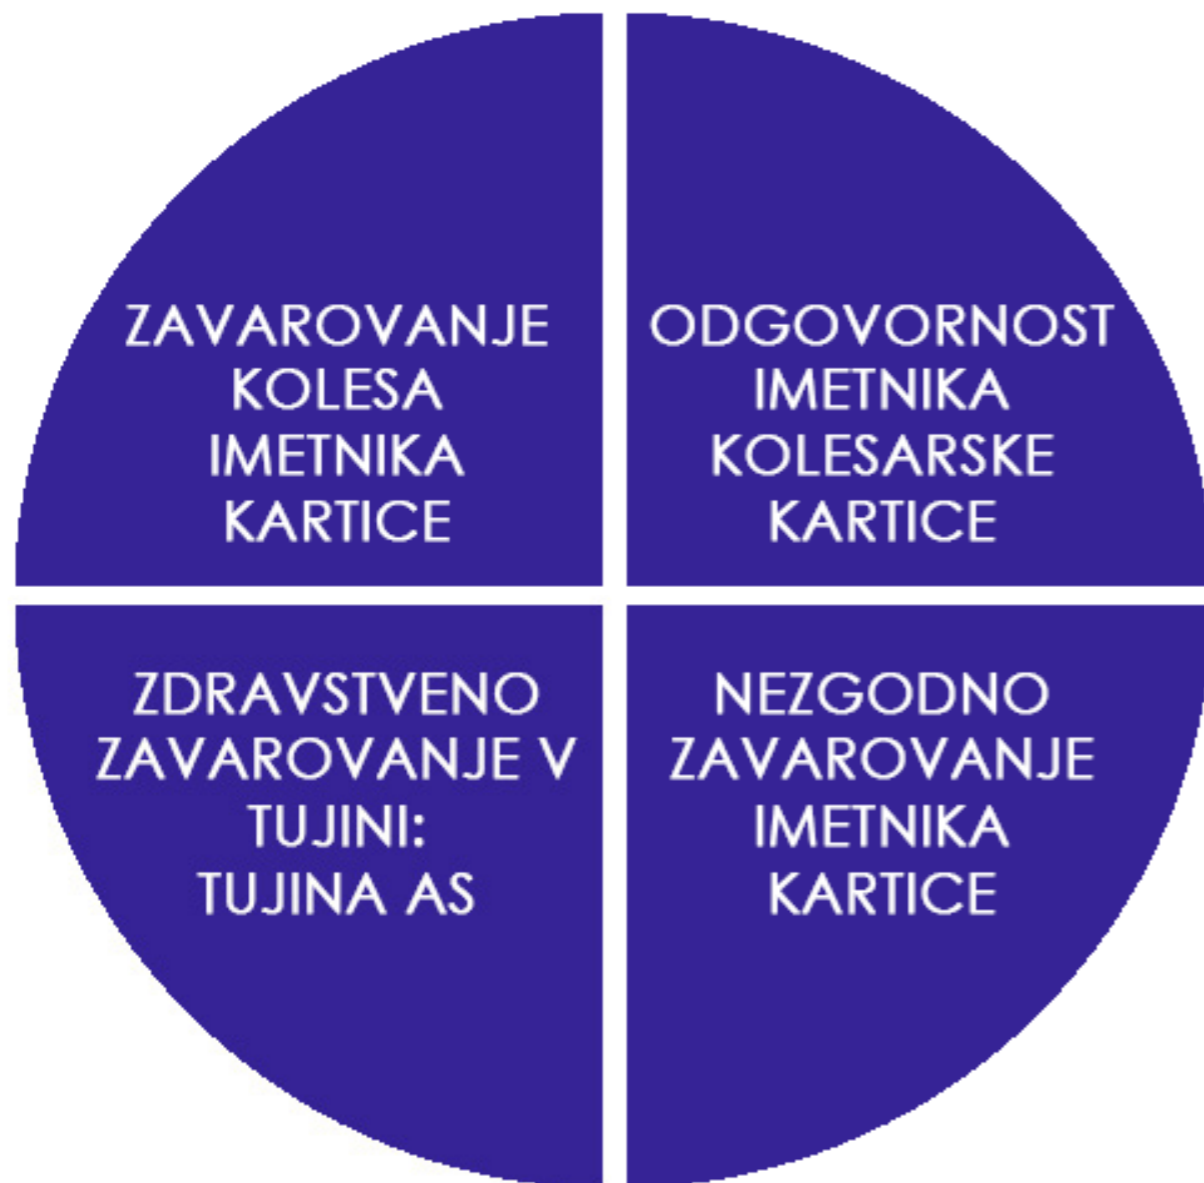 ZAVAROVANJE
KOLESA
IMETNIKA
KARTICE
ODGOVORNOST
IMETNIKA
KOLESARSKE
KARTICE
ZDRAVSTVENO
ZAVAROVANJE V
TUJINI:
TUJINA AS
NEZGODNO
ZAVAROVANJE
IMETNIKA
KARTICE